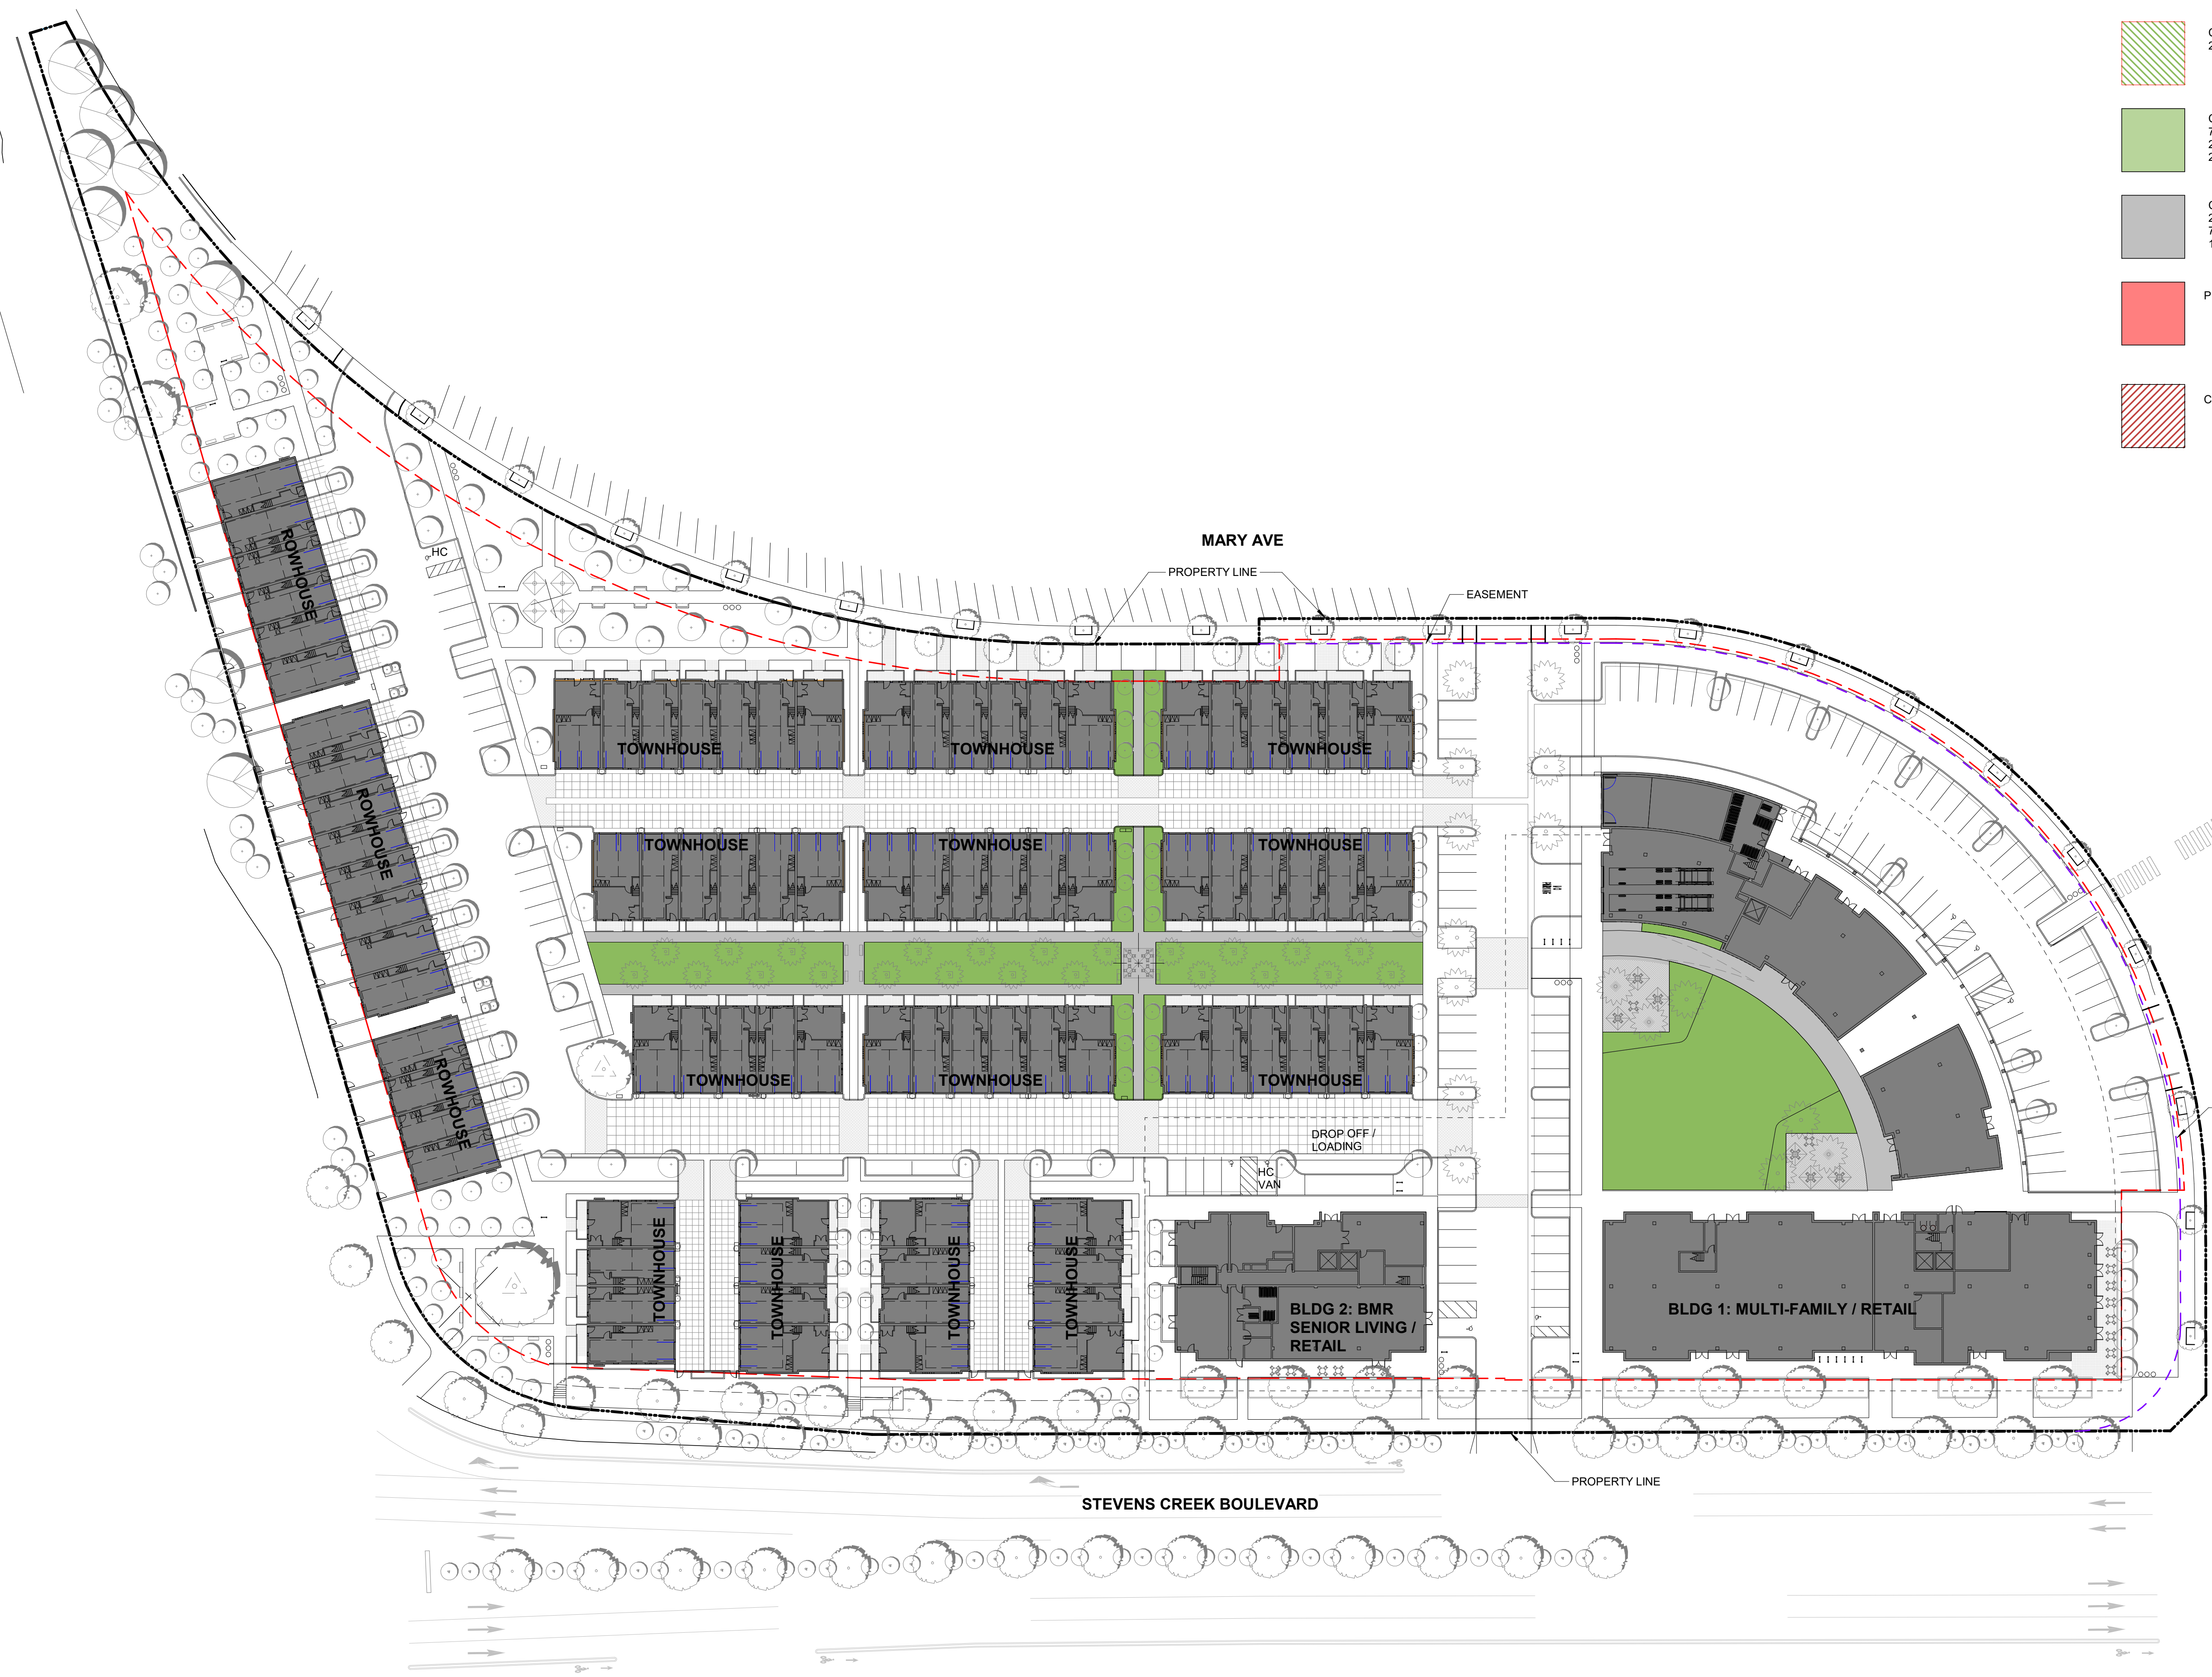 MARY AVE
PROPERTY LINE
EASEMENT
HC
ROWHOUSE
ROWHOUSE
ROWHOUSE
TOWNHOUSE
TOWNHOUSE
TOWNHOUSE
TOWNHOUSE
TOWNHOUSE
TOWNHOUSE
TOWNHOUSE
TOWNHOUSE
TOWNHOUSE
DROP OFF /
LOADING
HC
VAN
TOWNHOUSE
TOWNHOUSE
TOWNHOUSE
TOWNHOUSE
BLDG 2: BMR
SENIOR LIVING /
RETAIL
BLDG 1: MULTI-FAMILY / RETAIL
PROPERTY LINE
STEVENS CREEK BOULEVARD